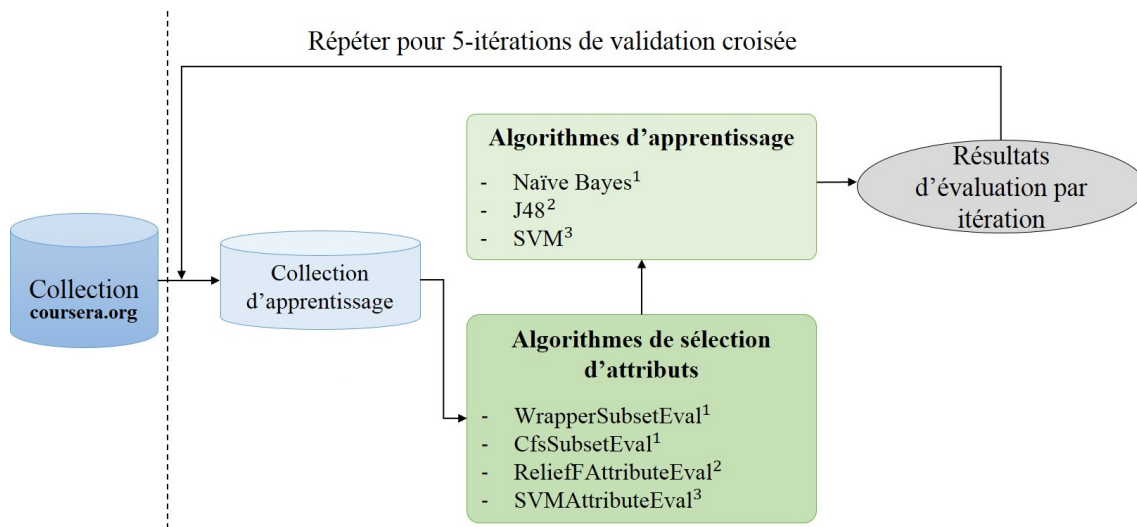 Répéter pour 5-itérations de validation croisée
Collection
coursera.org
Collection
d’apprentissage
Algorithmes de sélection
d’attributs
- WrapperSubsetEval¹
- CfsSubsetEval¹
- ReliefFAttributeEval²
- SVMAttributeEval³
Algorithmes d’apprentissage
- Naïve Bayes¹
- J48²
- SVM³
Résultats
d’évaluation par
itération